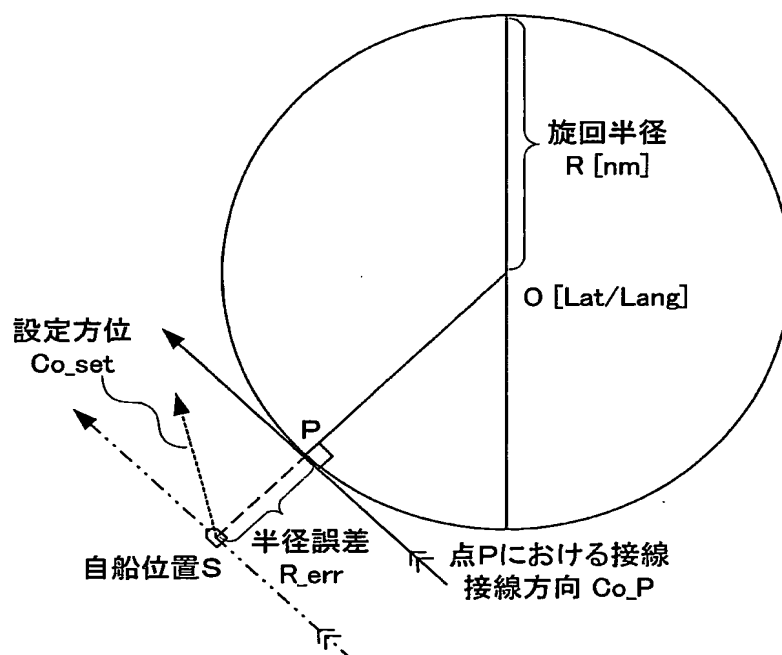 旋回半径
R [nm]
O [Lat/Lang]
設定方位
Co_set
P
半径誤差
R_err
自船位置S
点Pにおける接線
接線方向 Co_P